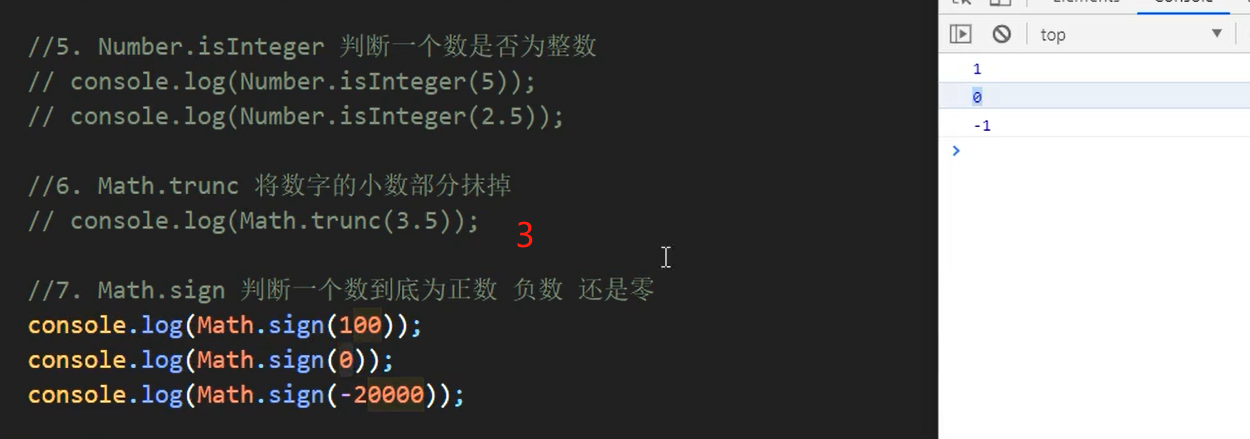 //5. Number.isInteger 判断一个数是否为整数
// console.log(Number.isInteger(5));
// console.log(Number.isInteger(2.5));
//6. Math.trunc 将数字的小数部分抹掉
// console.log(Math.trunc(3.5));
3
//7. Math.sign 判断一个数到底为正数 负数 还是零
console.log(Math.sign(100));
console.log(Math.sign(0));
console.log(Math.sign(-20000));
top
1
0
-1